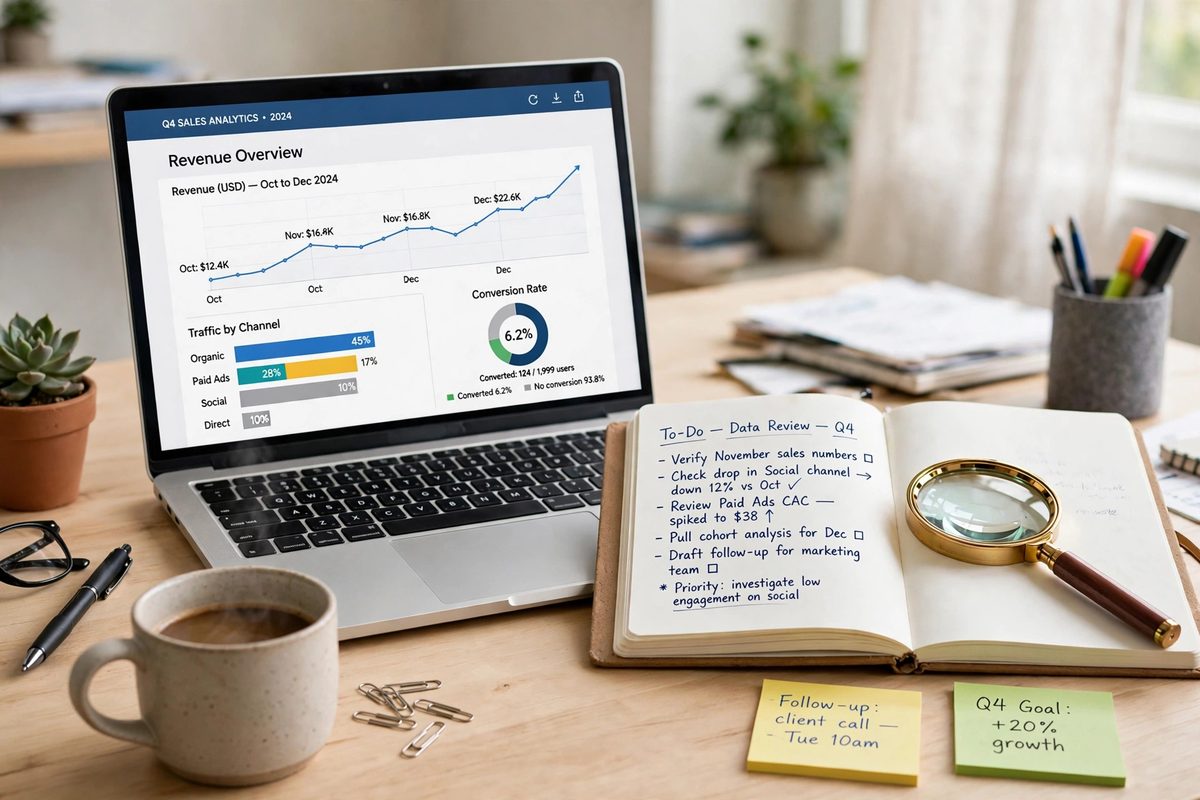 Q4 SALES ANALYTICS • 2024
Revenue Overview
Revenue (USD) — Oct to Dec 2024
Oct: $12.4K
Nov: $16.8K
Nov: $16.8K
Dec: $22.6K
Oct
Oct
Dec
Dec
Traffic by Channel
Organic 45%
Paid Ads 28% 17%
Social 10%
Direct 10%
Conversion Rate
6.2%
Converted: 124 / 1,999 users
Converted 6.2% No conversion 93.8%
To-Do — Data Review — Q4
– Verify November sales numbers ☐
– Check drop in Social channel →
down 12% vs Oct ✓
– Review Paid Ads CAC —
spiked to $38 ↑
– Pull cohort analysis for Dec ☐
– Draft follow-up for marketing
team ☐
* Priority: investigate low
engagement on social
- Follow-up:
client call —
- Tue 10am
Q4 Goal:
+20%
growth